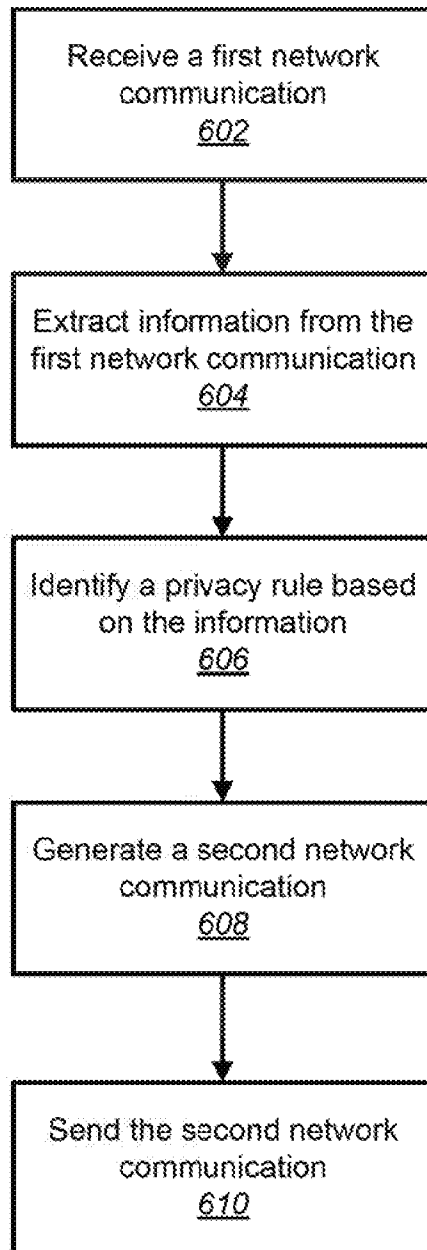 Receive a first network
communication
602
Extract information from the
first network communication
604
Identify a privacy rule based
on the information
606
Generate a second network
communication
608
Send the second network
communication
610